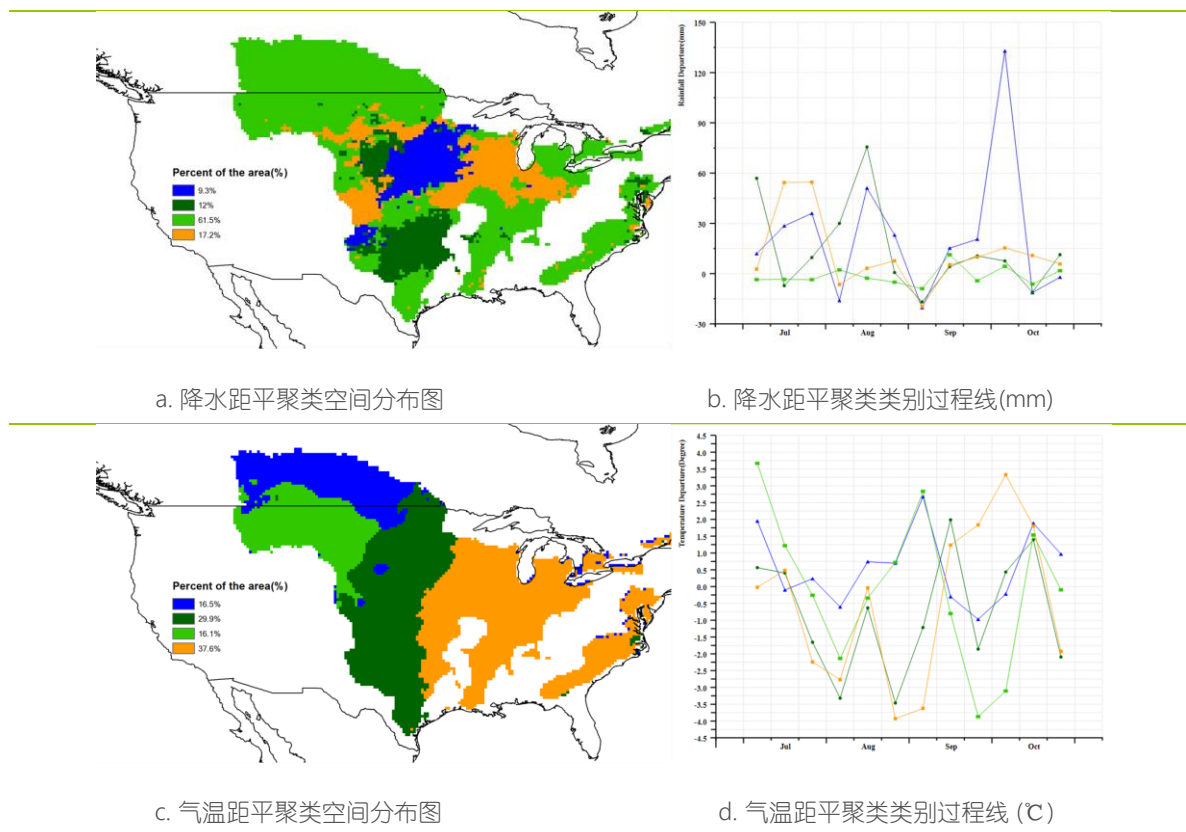 Percent of the area(%)
9.3%
12%
61.5%
17.2%
Rainfall Departure(mm)
150
120
90
60
30
0
-30
Jul
Aug
Sep
Oct
a. 降水距平聚类空间分布图
b. 降水距平聚类类别过程线(mm)
Percent of the area(%)
16.5%
29.9%
16.1%
37.6%
Temperature Departure(Degree)
4.5
4.0
3.5
3.0
2.5
2.0
1.5
1.0
0.5
0.0
-0.5
-1.0
-1.5
-2.0
-2.5
-3.0
-3.5
-4.0
-4.5
Jul
Aug
Sep
Oct
c. 气温距平聚类空间分布图
d. 气温距平聚类类别过程线 (℃)